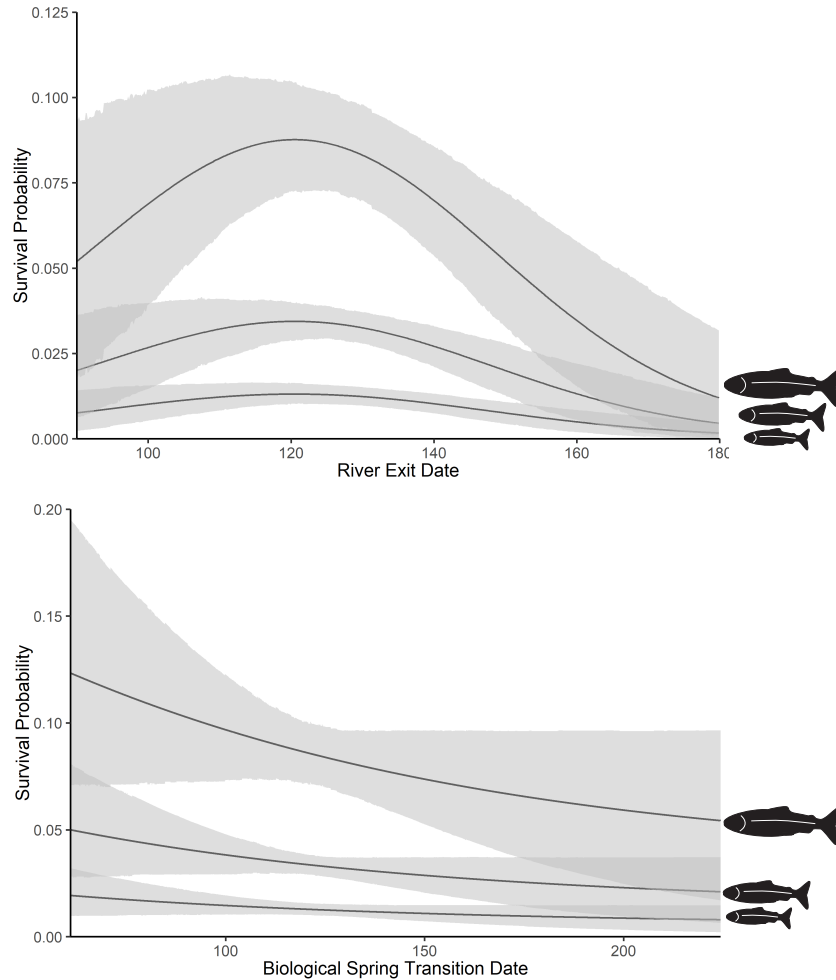 0.125
0.100
0.075
0.050
0.025
0.000
Survival Probability
100 120 140 160 180
River Exit Date
0.20
0.15
0.10
0.05
0.00
Survival Probability
100 150 200
Biological Spring Transition Date